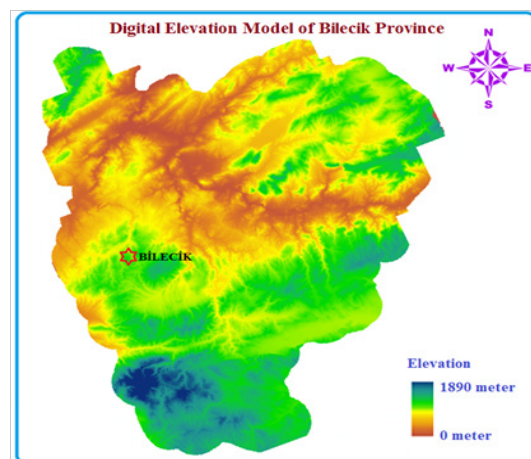 Digital Elevation Model of Bilecik Province
N
W E
S
BİLECİK
Elevation
1890 meter
0 meter